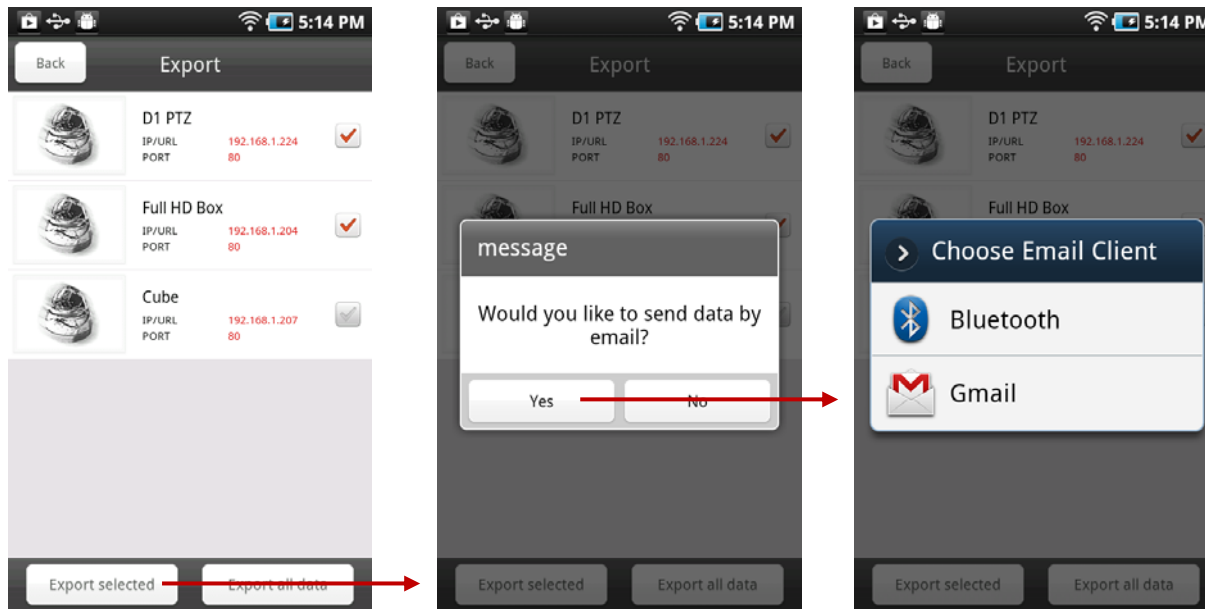 5:14 PM
Back
Export
D1 PTZ
IP/URL 192.168.1.224
PORT 80
Full HD Box
IP/URL 192.168.1.204
PORT 80
Cube
IP/URL 192.168.1.207
PORT 80
Export selected
Export all data
5:14 PM
Back
Export
D1 PTZ
IP/URL 192.168.1.224
PORT 80
Full HD Box
message
Would you like to send data by
email?
Yes
No
Export selected
Export all data
5:14 PM
Back
Export
D1 PTZ
IP/URL 192.168.1.224
PORT 80
Full HD Box
Choose Email Client
Bluetooth
Gmail
Export selected
Export all data